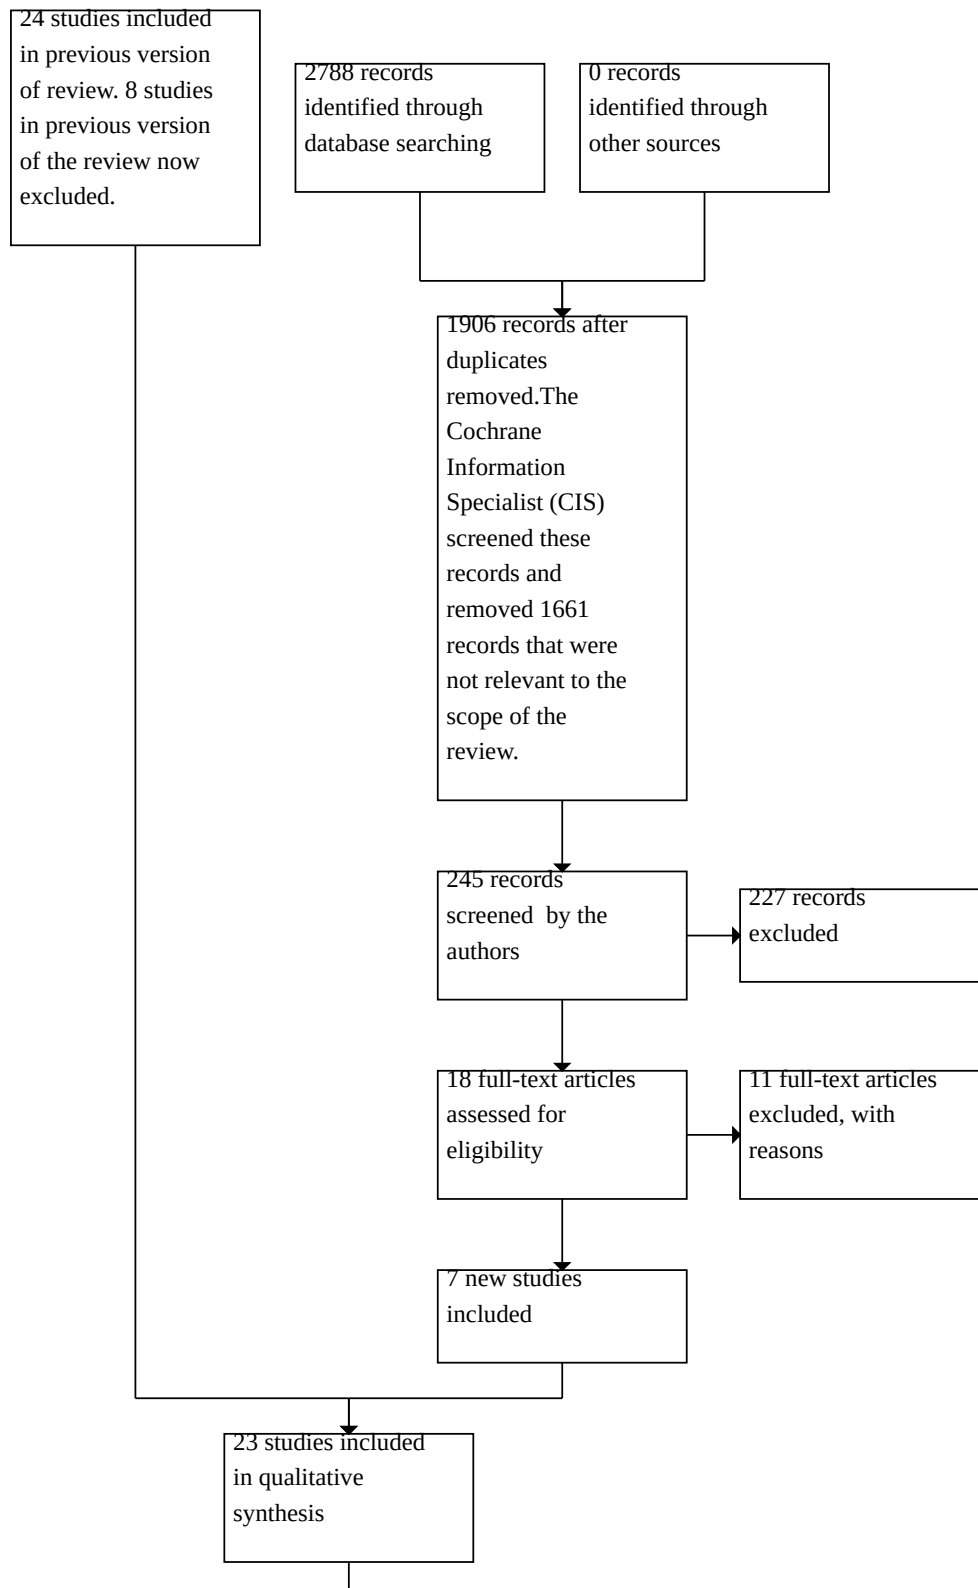 24 studies included
in previous version
of review. 8 studies
in previous version
of the review now
excluded.
2788 records
identified through
database searching
0 records
identified through
other sources
1906 records after
duplicates
removed.The
Cochrane
Information
Specialist (CIS)
screened these
records and
removed 1661
records that were
not relevant to the
scope of the
review.
245 records
screened  by the
authors
227 records
excluded
18 full-text articles
assessed for
eligibility
11 full-text articles
excluded, with
reasons
7 new studies
included
23 studies included
in qualitative
synthesis